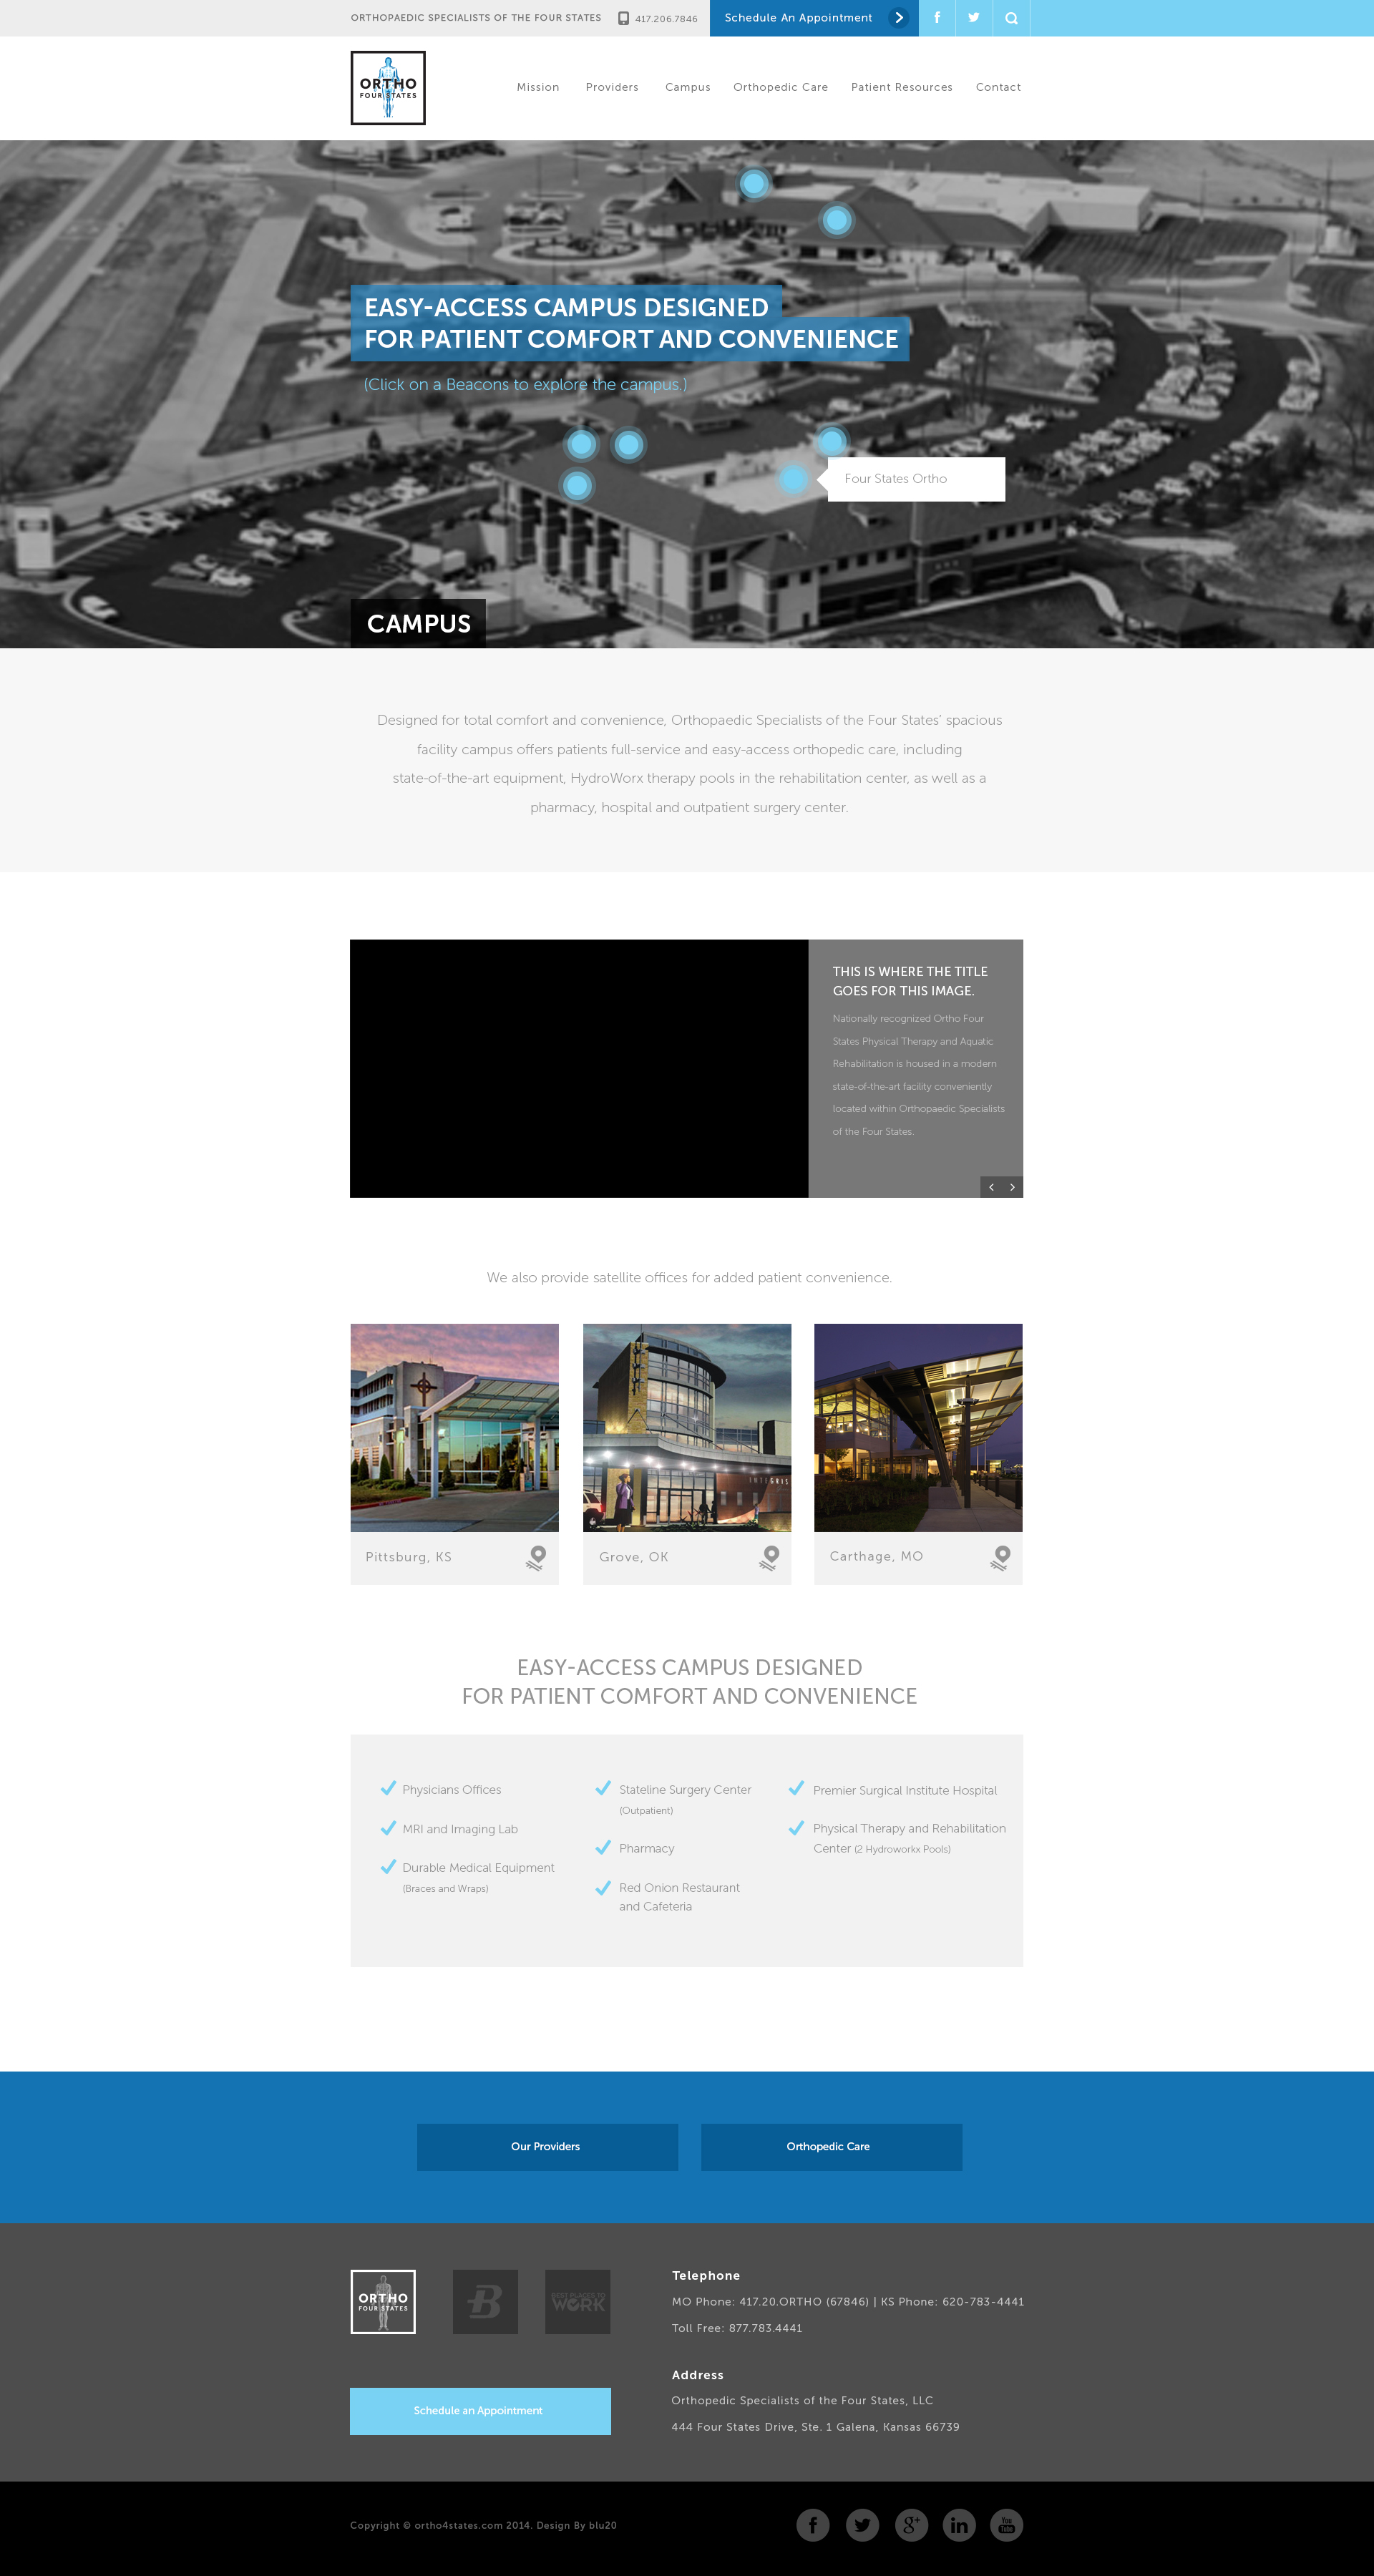 ORTHOPAEDIC SPECIALISTS OF THE FOUR STATES
417.206.7846
Schedule An Appointment
ORTHO
FOUR STATES
Mission
Providers
Campus
Orthopedic Care
Patient Resources
Contact
EASY-ACCESS CAMPUS DESIGNED
FOR PATIENT COMFORT AND CONVENIENCE
(Click on a Beacons to explore the campus.)
Four States Ortho
CAMPUS
Designed for total comfort and convenience, Orthopaedic Specialists of the Four States' spacious
facility campus offers patients full-service and easy-access orthopedic care, including
state-of-the-art equipment, HydroWorx therapy pools in the rehabilitation center, as well as a
pharmacy, hospital and outpatient surgery center.
THIS IS WHERE THE TITLE
GOES FOR THIS IMAGE.
Nationally recognized Ortho Four
States Physical Therapy and Aquatic
Rehabilitation is housed in a modern
state-of-the-art facility conveniently
located within Orthopaedic Specialists
of the Four States.
We also provide satellite offices for added patient convenience.
INTEGRIS
Pittsburg, KS
Grove, OK
Carthage, MO
EASY-ACCESS CAMPUS DESIGNED
FOR PATIENT COMFORT AND CONVENIENCE
Physicians Offices
MRI and Imaging Lab
Durable Medical Equipment
(Braces and Wraps)
Stateline Surgery Center
(Outpatient)
Pharmacy
Red Onion Restaurant
and Cafeteria
Premier Surgical Institute Hospital
Physical Therapy and Rehabilitation
Center (2 Hydroworkx Pools)
Our Providers
Orthopedic Care
ORTHO
FOUR STATES
B
BEST PLACES TO
WORK
Schedule an Appointment
Telephone
MO Phone: 417.20.ORTHO (67846) | KS Phone: 620-783-4441
Toll Free: 877.783.4441
Address
Orthopedic Specialists of the Four States, LLC
444 Four States Drive, Ste. 1 Galena, Kansas 66739
Copyright © ortho4states.com 2014. Design By blu20
You
Tube